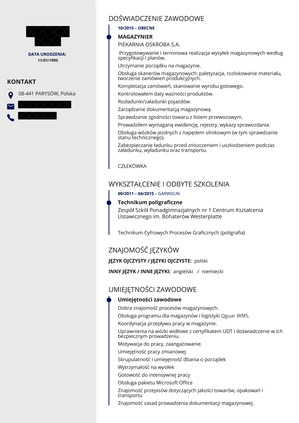 DATA URODZENIA:
11/01/1995
KONTAKT
08-441 PARYSÓW, Polska
DOŚWIADCZENIE ZAWODOWE
10/2015 – OBECNE
MAGAZYNIER
PIEKARNIA OSKROBA S.A.
Przygotowywanie i terminowa realizacja wysyłek magazynowych według
specyfikacji i planów.
Utrzymanie porządku na magazynie.
Obsługa skanerów magazynowych: paletyzacja, rozlokowanie materiału,
tworzenie zamówień produkcyjnych.
Kompletacja zamówień, skanowanie wyrobu gotowego.
Kontrolowałem daty ważności produktów.
Rozładunki/załadunki pojazdów.
Zarządzanie dokumentacją magazynową.
Sprawdzanie zgodności towaru z listem przewozowym.
Prowadziłem wymaganą ewidencję, rejestry, wykazy sprawozdania.
Obsługa wózków jezdnych z napędem silnikowym (w tym sprawdzanie
stanu technicznego).
Zabezpieczanie ładunku przed zniszczeniem i uszkodzeniem podczas
załadunku, wyładunku oraz transportu.
CZŁEKÓWKA
WYKSZTAŁCENIE I ODBYTE SZKOLENIA
09/2011 – 04/2015 – GARWOLIN
Technikum poligraficzne
Zespół Szkół Ponadgimnazjalnych nr 1 Centrum Kształcenia
Ustawicznego im. Bohaterów Westerplatte
Technikum Cyfrowych Procesów Graficznych (poligrafia)
ZNAJOMOŚĆ JĘZYKÓW
JĘZYK OJCZYSTY / JĘZYKI OJCZYSTE: polski
INNY JĘZYK / INNE JĘZYKI: angielski / niemiecki
UMIEJĘTNOŚCI ZAWODOWE
Umiejętności zawodowe
Dobra znajomość procesów magazynowych.
Obsługa programu dla magazynów i logistyki Qguar WMS.
Koordynacja przepływu pracy w magazynie.
Uprawnienia na wózki widłowe z certyfikatem UDT i doświadczenie w ich
bezpiecznym prowadzeniu.
Motywacja do pracy, zaangażowanie.
Umiejętność pracy zmianowej
Skrupulatność i umiejętność dbania o porządek
Wytrzymałość na wysiłek
Gotowość do intensywnej pracy
Obsługa pakietu Microsoft Office
Znajomość przepisów dotyczących jakości towarów, opakowań i
transportu
Znajomość zasad prowadzenia dokumentacji magazynowej.